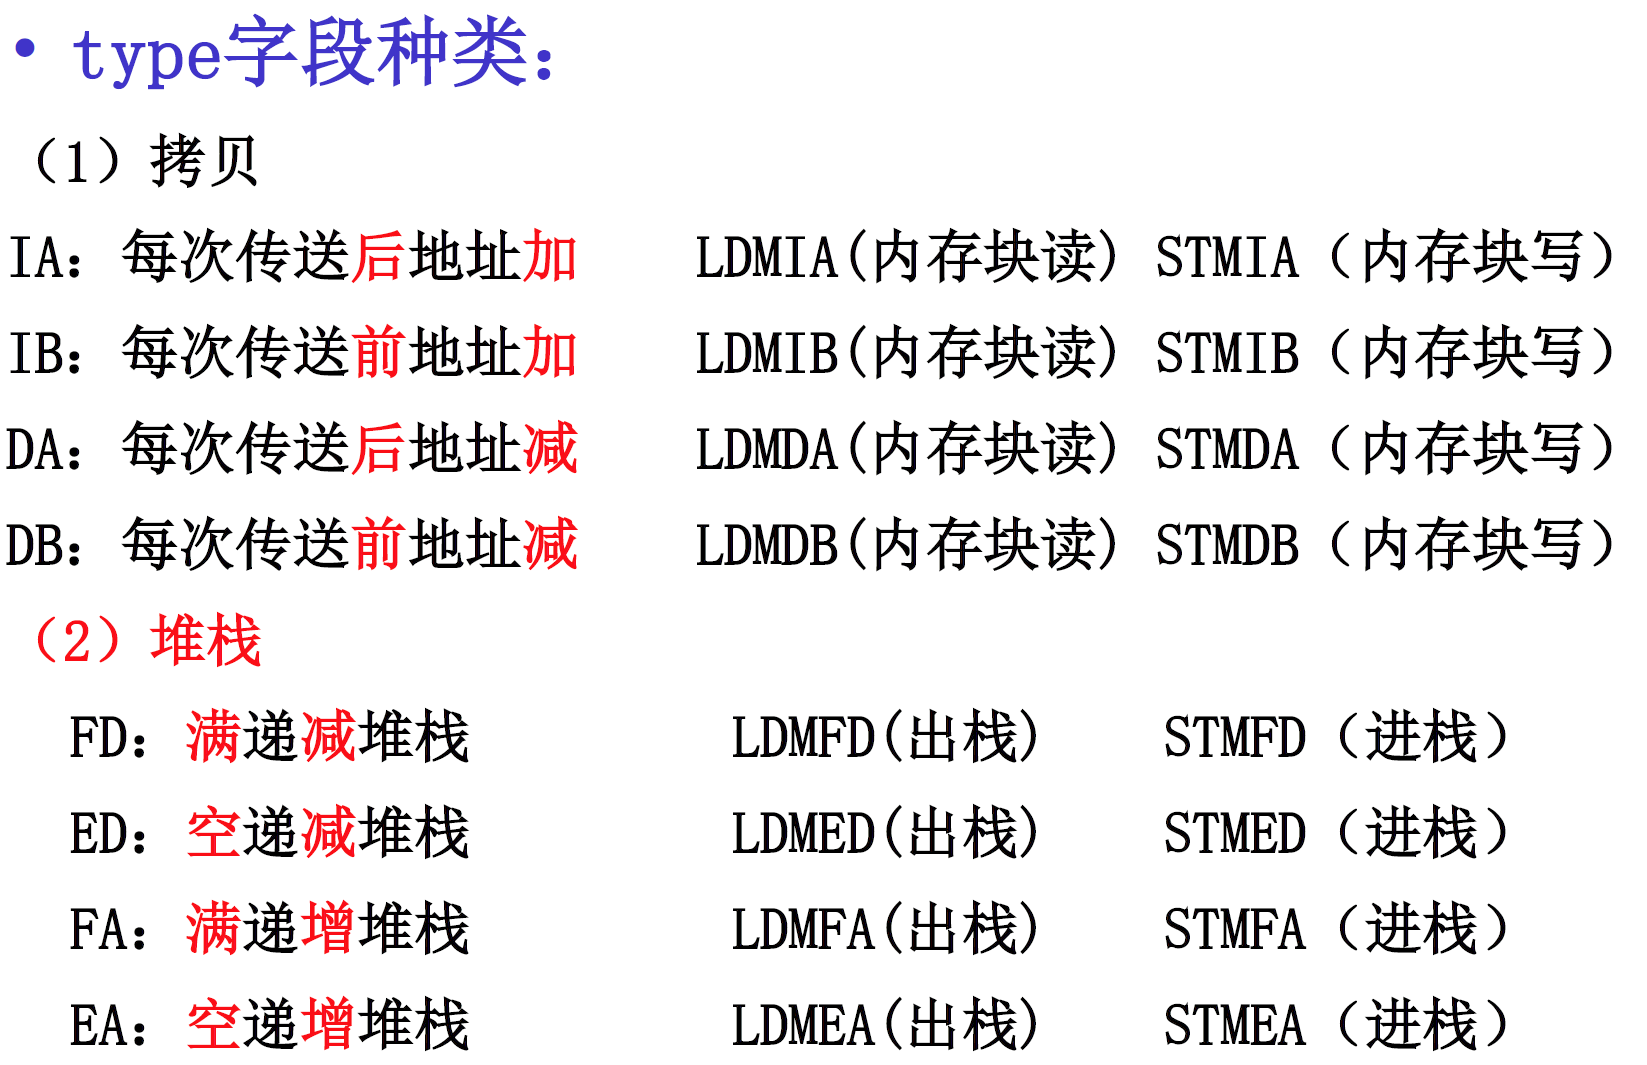 • type字段种类：
（1）拷贝
IA：每次传送后地址加 LDMIA(内存块读) STMIA（内存块写）
IB：每次传送前地址加 LDMIB(内存块读) STMIB（内存块写）
DA：每次传送后地址减 LDMDA(内存块读) STMDA（内存块写）
DB：每次传送前地址减 LDMDB(内存块读) STMDB（内存块写）
（2）堆栈
FD：满递减堆栈 LDMFD(出栈) STMFD（进栈）
ED：空递减堆栈 LDMED(出栈) STMED（进栈）
FA：满递增堆栈 LDMFA(出栈) STMFA（进栈）
EA：空递增堆栈 LDMEA(出栈) STMEA（进栈）